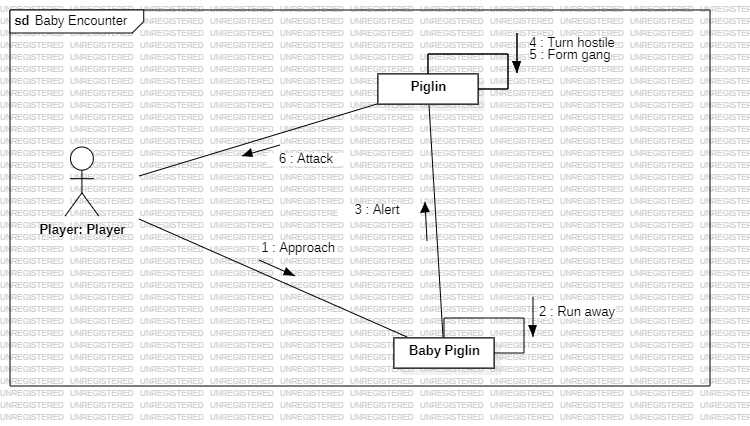 sd Baby Encounter
4 : Turn hostile
5 : Form gang
Piglin
6 : Attack
3 : Alert
Player: Player
1 : Approach
2 : Run away
Baby Piglin
UNREGISTERED